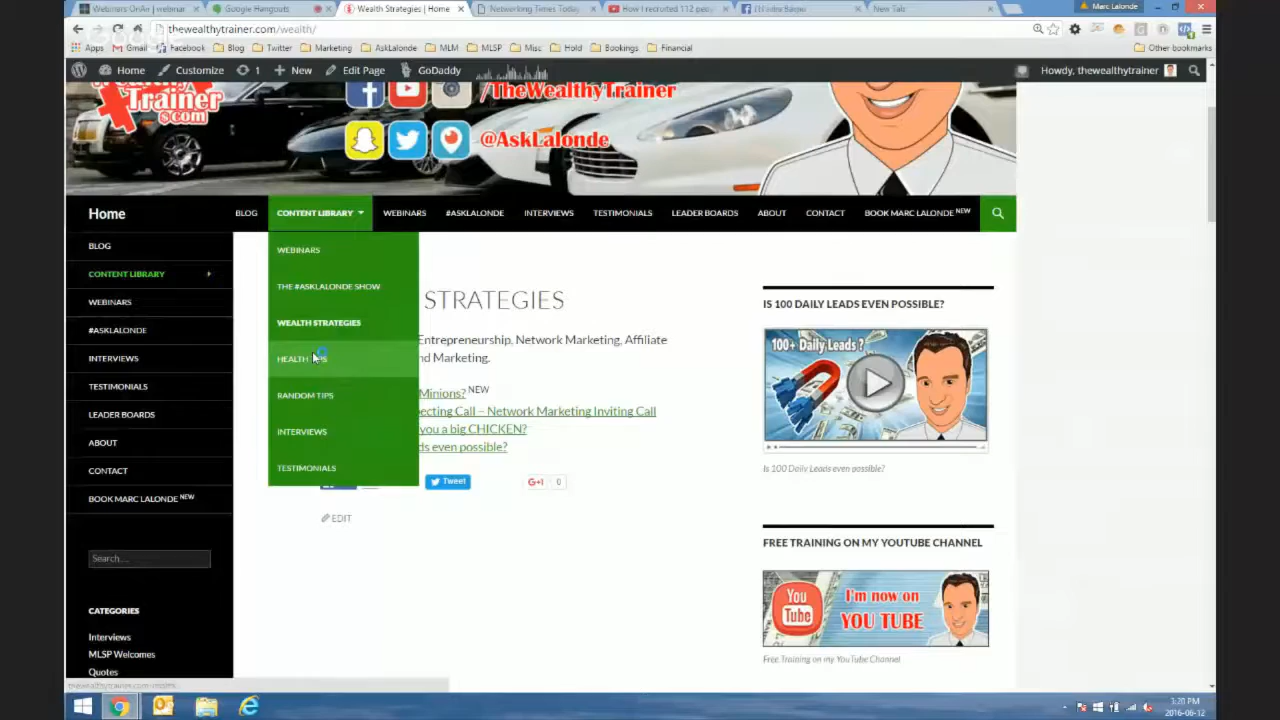 Webinars OnAir | webinar
Google Hangouts
Wealth Strategies | Home
Networking Times Today
How I recruited 112 peop
New Tab
Marc Lalonde
thewealthytrainer.com/wealth/
Apps
Gmail
Facebook
Blog
Twitter
Marketing
AskLalonde
MLM
MLSP
Misc
Hold
Bookings
Financial
Other bookmarks
Home
Customize
1
New
Edit Page
GoDaddy
Howdy, thewealthytrainer
Trainer
.com
/TheWealthyTrainer
@AskLalonde
Home
BLOG
CONTENT LIBRARY
WEBINARS
#ASKLALONDE
INTERVIEWS
TESTIMONIALS
LEADER BOARDS
ABOUT
CONTACT
BOOK MARC LALONDE NEW
BLOG
CONTENT LIBRARY
WEBINARS
#ASKLALONDE
INTERVIEWS
TESTIMONIALS
LEADER BOARDS
ABOUT
CONTACT
BOOK MARC LALONDE NEW
Search …
CATEGORIES
Interviews
MLSP Welcomes
Quotes
WEBINARS
THE #ASKLALONDE SHOW
WEALTH STRATEGIES
HEALTH TIPS
RANDOM TIPS
INTERVIEWS
TESTIMONIALS
STRATEGIES
Entrepreneurship, Network Marketing, Affiliate
nd Marketing.
Minions? NEW
ecting Call – Network Marketing Inviting Call
you a big CHICKEN?
ds even possible?
Tweet
G+1
0
EDIT
IS 100 DAILY LEADS EVEN POSSIBLE?
100+ Daily Leads ?
Is 100 Daily Leads even possible?
FREE TRAINING ON MY YOUTUBE CHANNEL
You
Tube
I'm now on
YOU TUBE
Free Training on my YouTube Channel
3:20 PM
2016-06-12